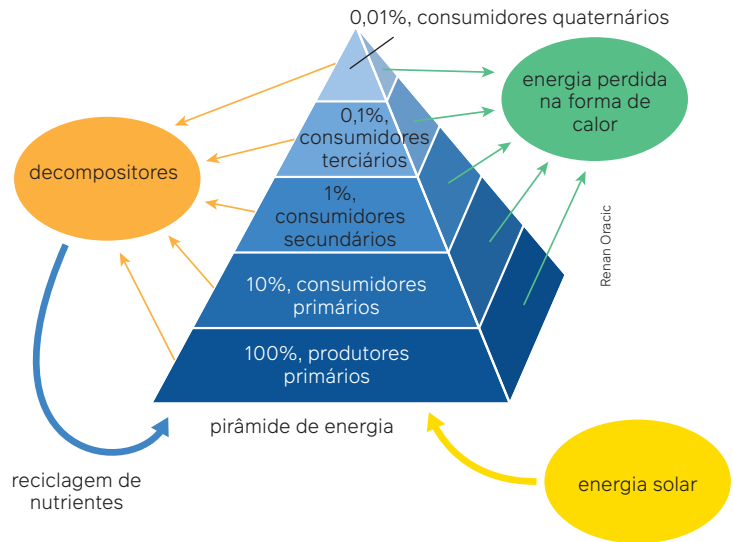 0,01%, consumidores quaternários
energia perdida
na forma de
calor
0,1%,
consumidores
terciários
decompositores
1%,
consumidores
secundários
Renan Oracic
10%, consumidores
primários
100%, produtores
primários
pirâmide de energia
reciclagem de
nutrientes
energia solar